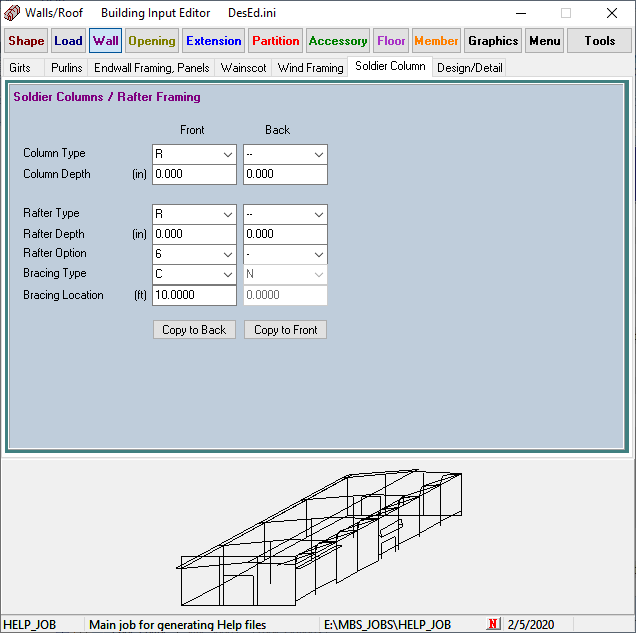 Walls/Roof Building Input Editor DesEd.ini
Shape Load Wall Opening Extension Partition Accessory Floor Member Graphics Menu Tools
Girts Purlins Endwall Framing, Panels Wainscot Wind Framing Soldier Column Design/Detail
Soldier Columns / Rafter Framing
Front Back
Column Type R --
Column Depth (in) 0.000 0.000
Rafter Type R --
Rafter Depth (in) 0.000 0.000
Rafter Option 6 -
Bracing Type C N
Bracing Location (ft) 10.0000 0.0000
Copy to Back Copy to Front
HELP_JOB Main job for generating Help files E:\MBS_JOBS\HELP_JOB N 2/5/2020